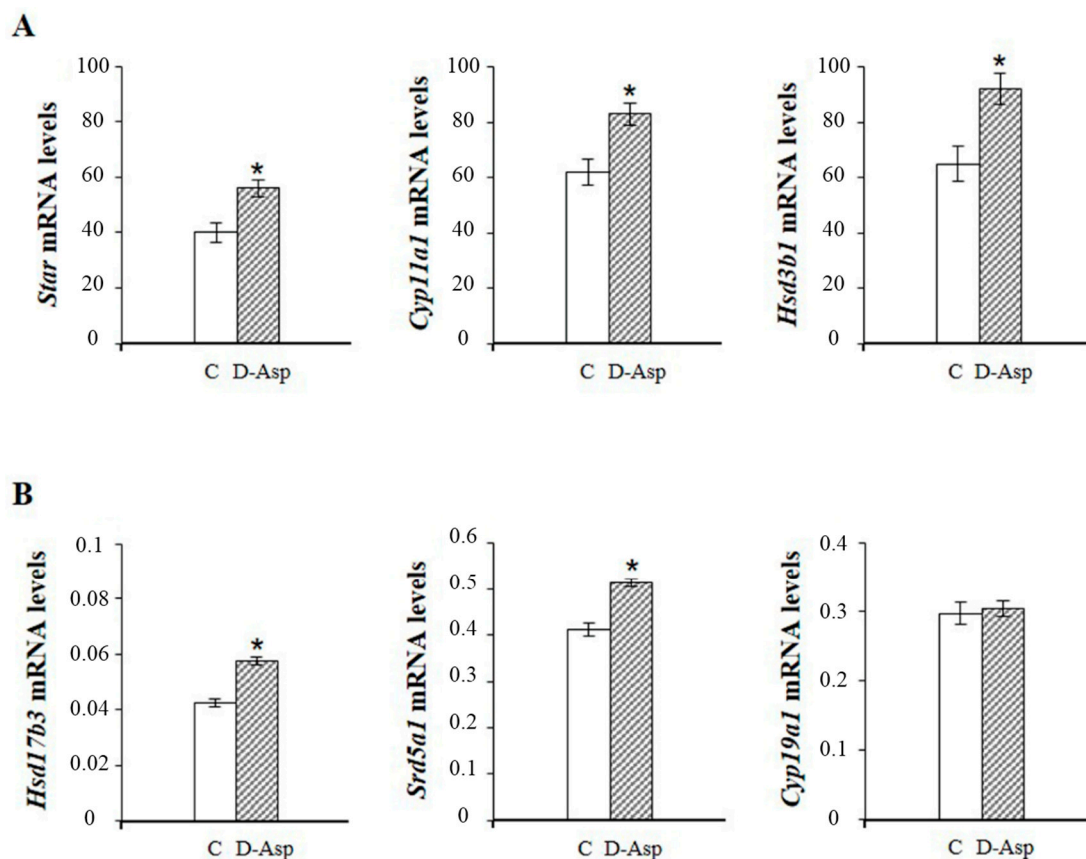 A
Star mRNA levels
100
80
60
40
20
0
*
C D-Asp
Cyp11a1 mRNA levels
100
80
60
40
20
0
*
C D-Asp
Hsd3b1 mRNA levels
100
80
60
40
20
0
*
C D-Asp
B
Hsd17b3 mRNA levels
0.1
0.08
0.06
0.04
0.02
0
*
C D-Asp
Srd5a1 mRNA levels
0.6
0.5
0.4
0.3
0.2
0.1
0
*
C D-Asp
Cyp19a1 mRNA levels
0.4
0.3
0.2
0.1
0
C D-Asp